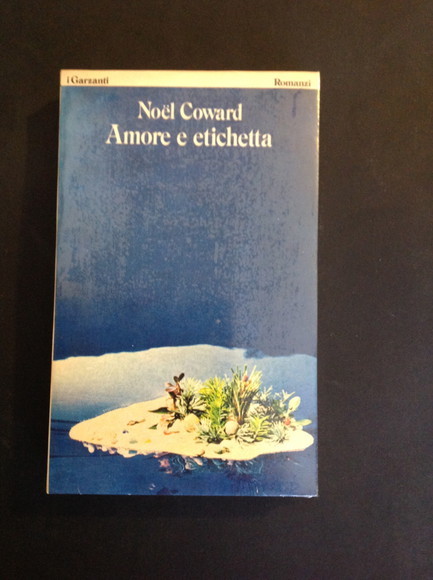 i Garzanti Romanzi
Noël Coward
Amore e etichetta